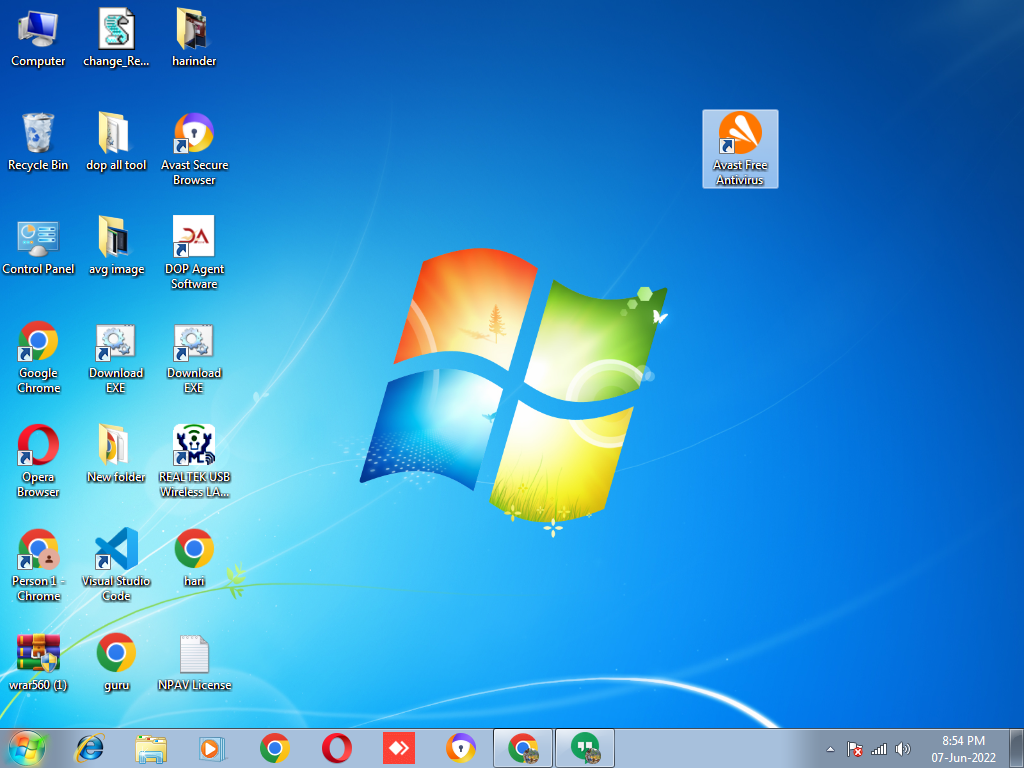 Computer
change_Re...
harinder
Recycle Bin
dop all tool
Avast Secure
Browser
Avast Free
Antivirus
Control Panel
avg image
DA
DOP Agent
Software
Google
Chrome
Download
EXE
Download
EXE
Opera
Browser
New folder
REALTEK USB
Wireless LA...
Person 1 -
Chrome
Visual Studio
Code
hari
wrar560 (1)
guru
NPAV License
8:54 PM
07-Jun-2022